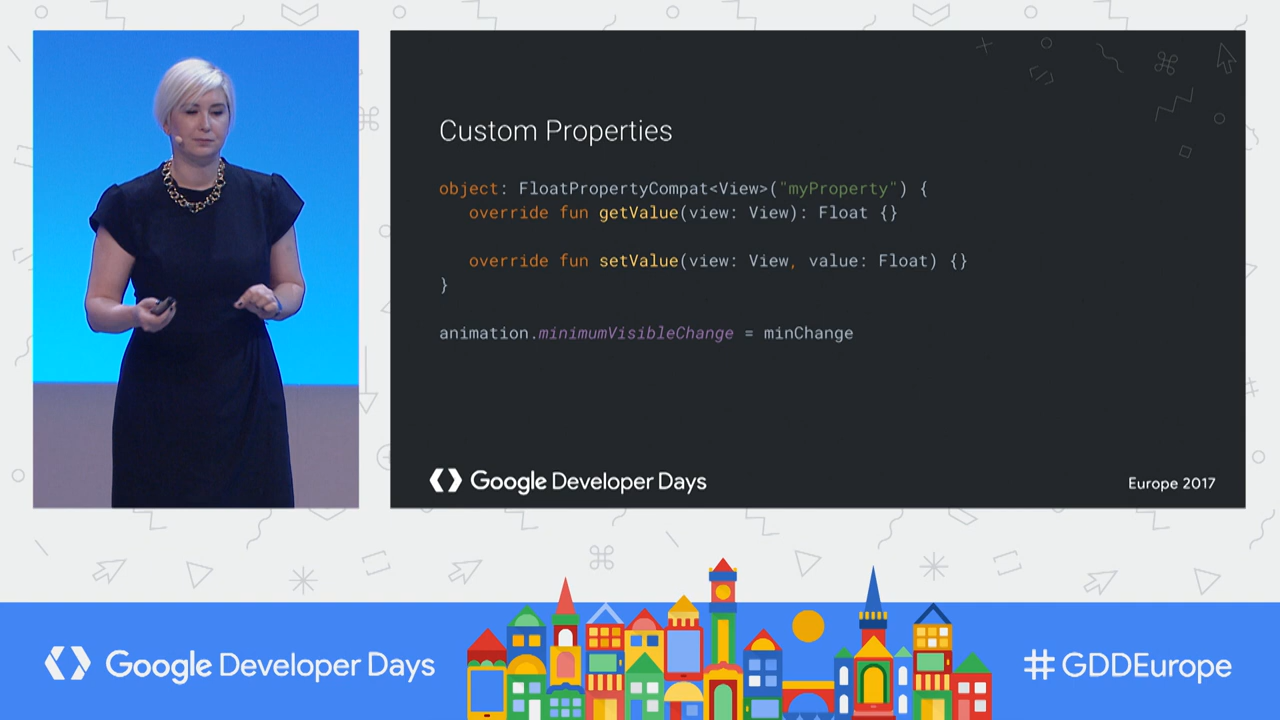 Custom Properties
object: FloatPropertyCompat<View>("myProperty") {
override fun getValue(view: View): Float {}
override fun setValue(view: View, value: Float) {}
}
animation.minimumVisibleChange = minChange
Google Developer Days
Europe 2017
Google Developer Days
#GDDEurope